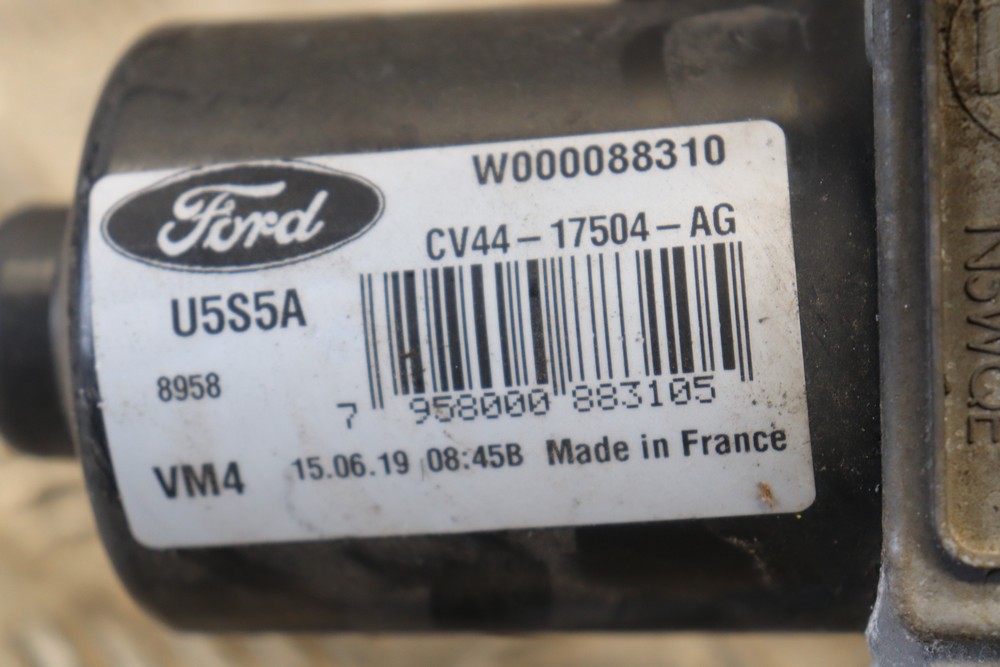 Ford
W000088310
CV44-17504-AG
U5S5A
8958
7 958000 883105
VM4
15.06.19 08:45B Made in France